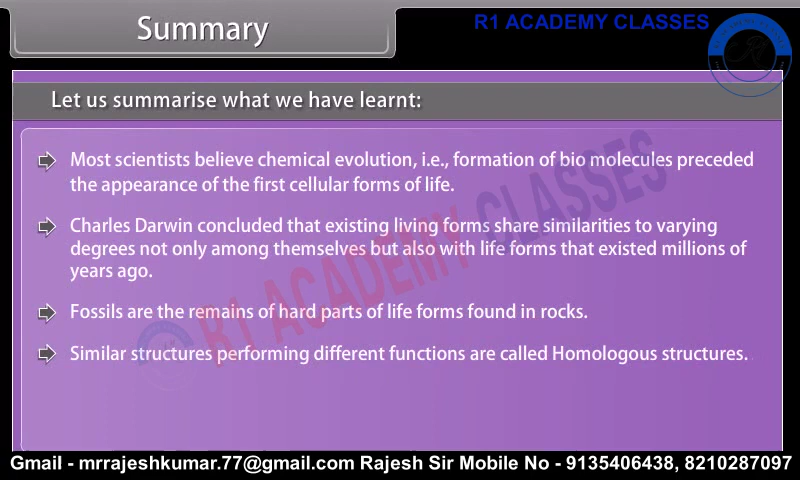 Summary
R1 ACADEMY CLASSES
Let us summarise what we have learnt:
Most scientists believe chemical evolution, i.e., formation of bio molecules preceded
the appearance of the first cellular forms of life.
Charles Darwin concluded that existing living forms share similarities to varying
degrees not only among themselves but also with life forms that existed millions of
years ago.
Fossils are the remains of hard parts of life forms found in rocks.
Similar structures performing different functions are called Homologous structures.
R1 ACADEMY CLASSES
Gmail - mrrajeshkumar.77@gmail.com Rajesh Sir Mobile No - 9135406438, 8210287097